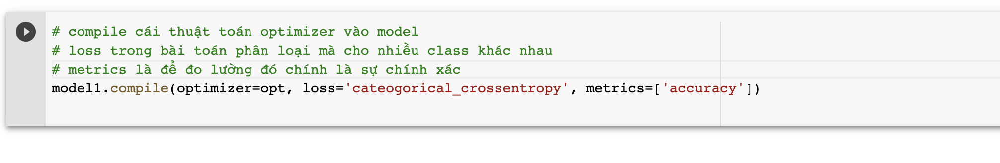 # compile cái thuật toán optimizer vào model
# loss trong bài toán phân loại mà cho nhiều class khác nhau
# metrics là để đo lường đó chính là sự chính xác
model1.compile(optimizer=opt, loss='cateogorical_crossentropy', metrics=['accuracy'])